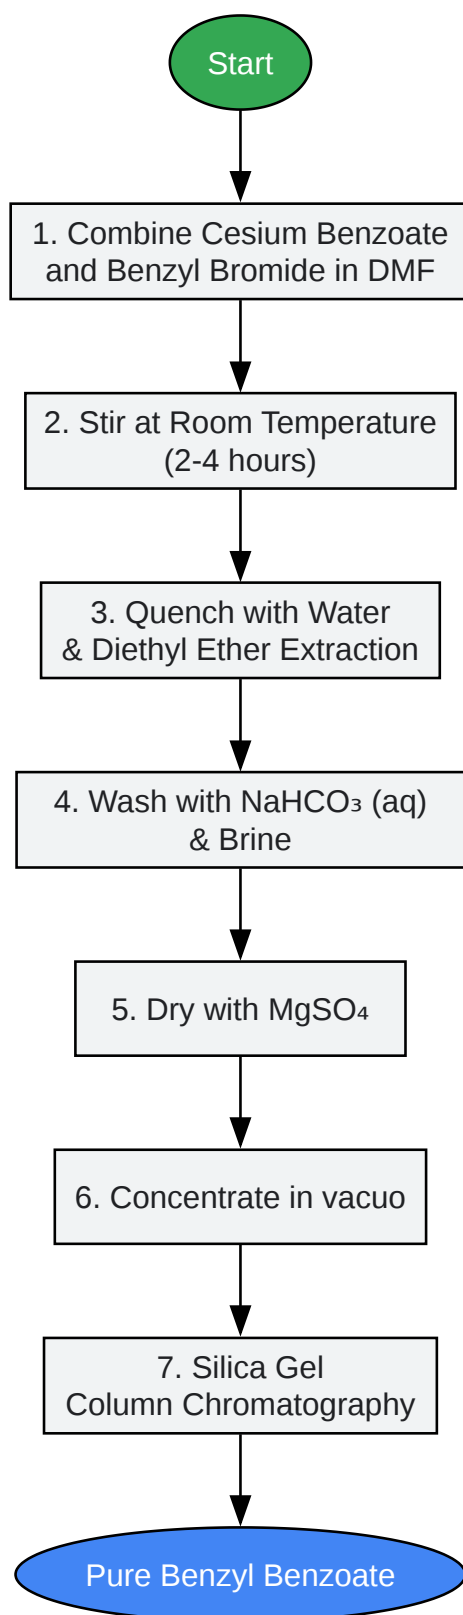 Start
1. Combine Cesium Benzoate
and Benzyl Bromide in DMF
2. Stir at Room Temperature
(2-4 hours)
3. Quench with Water
& Diethyl Ether Extraction
4. Wash with NaHCO₃ (aq)
& Brine
5. Dry with MgSO₄
6. Concentrate in vacuo
7. Silica Gel
Column Chromatography
Pure Benzyl Benzoate